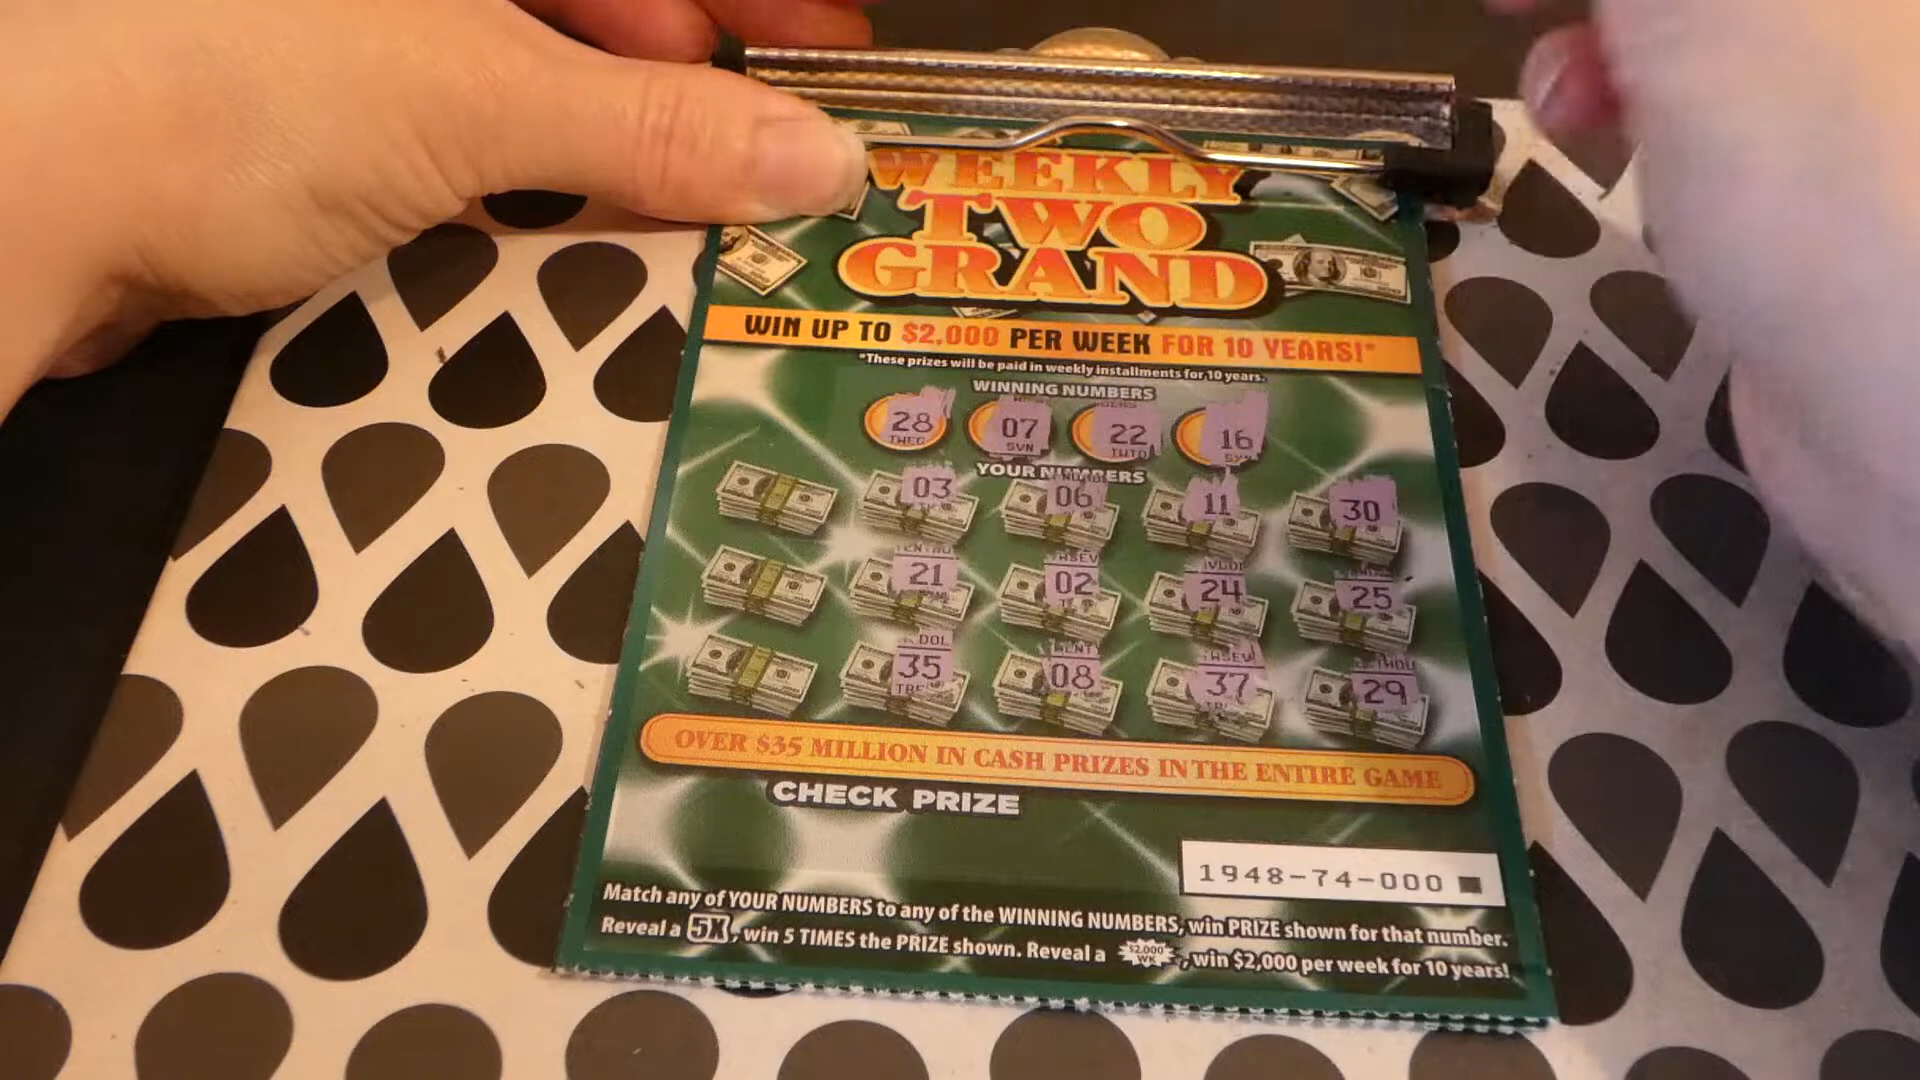 WEEKLY
TWO
GRAND
WIN UP TO $2,000 PER WEEK FOR 10 YEARS!*
*These prizes will be paid in weekly installments for 10 years.
WINNING NUMBERS
28 07 22 16
SVN
YOUR NUMBERS
03 06 11 30
21 02 24 25
DOL
35 08 37 29
OVER $35 MILLION IN CASH PRIZES IN THE ENTIRE GAME
CHECK PRIZE
1948-74-000
Match any of YOUR NUMBERS to any of the WINNING NUMBERS, win PRIZE shown for that number.
Reveal a 5X, win 5 TIMES the PRIZE shown. Reveal a $2,000 WK, win $2,000 per week for 10 years!